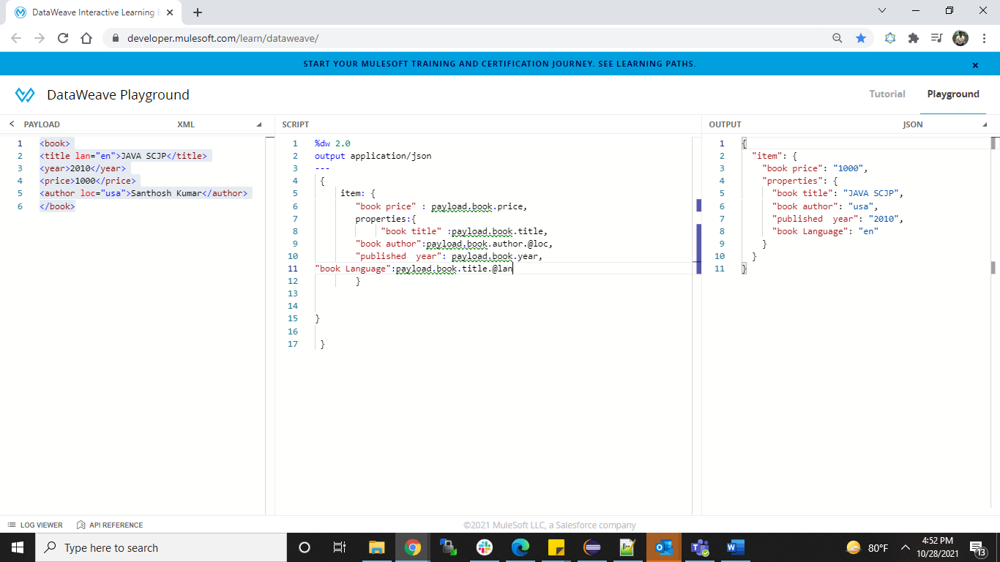 DataWeave Interactive Learning E
developer.mulesoft.com/learn/dataweave/
START YOUR MULESOFT TRAINING AND CERTIFICATION JOURNEY. SEE LEARNING PATHS.
DataWeave Playground
Tutorial Playground
PAYLOAD XML
1 <book>
2 <title lan="en">JAVA SCJP</title>
3 <year>2010</year>
4 <price>1000</price>
5 <author loc="usa">Santhosh Kumar</author>
6 </book>
SCRIPT
1 %dw 2.0
2 output application/json
3 ---
4 {
5 item: {
6 "book price" : payload.book.price,
7 properties:{
8 "book title" :payload.book.title,
9 "book author":payload.book.author.@loc,
10 "published  year": payload.book.year,
11 "book Language":payload.book.title.@lan
12 }
13
14
15 }
16
17 }
OUTPUT JSON
1 {
2 "item": {
3 "book price": "1000",
4 "properties": {
5 "book title": "JAVA SCJP",
6 "book author": "usa",
7 "published  year": "2010",
8 "book Language": "en"
9 }
10 }
11 }
LOG VIEWER API REFERENCE
©2021 MuleSoft LLC, a Salesforce company
Type here to search
80°F
4:52 PM
10/28/2021
13